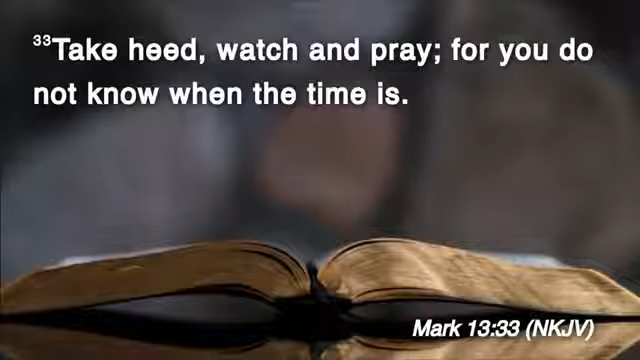 ³³Take heed, watch and pray; for you do
not know when the time is.
Mark 13:33 (NKJV)